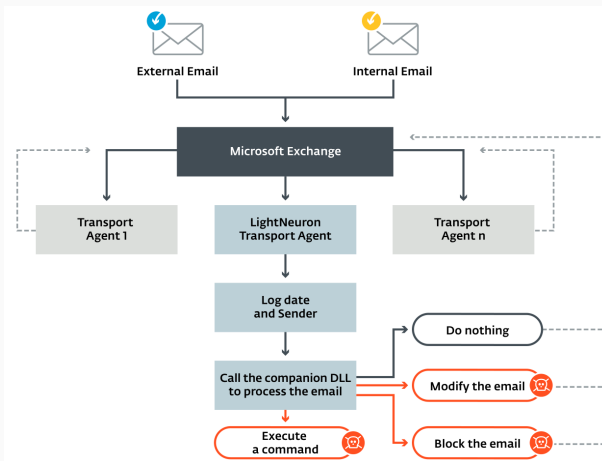 External Email
Internal Email
Microsoft Exchange
Transport
Agent 1
LightNeuron
Transport Agent
Transport
Agent n
Log date
and Sender
Do nothing
Call the companion DLL
to process the email
Modify the email
Execute
a command
Block the email